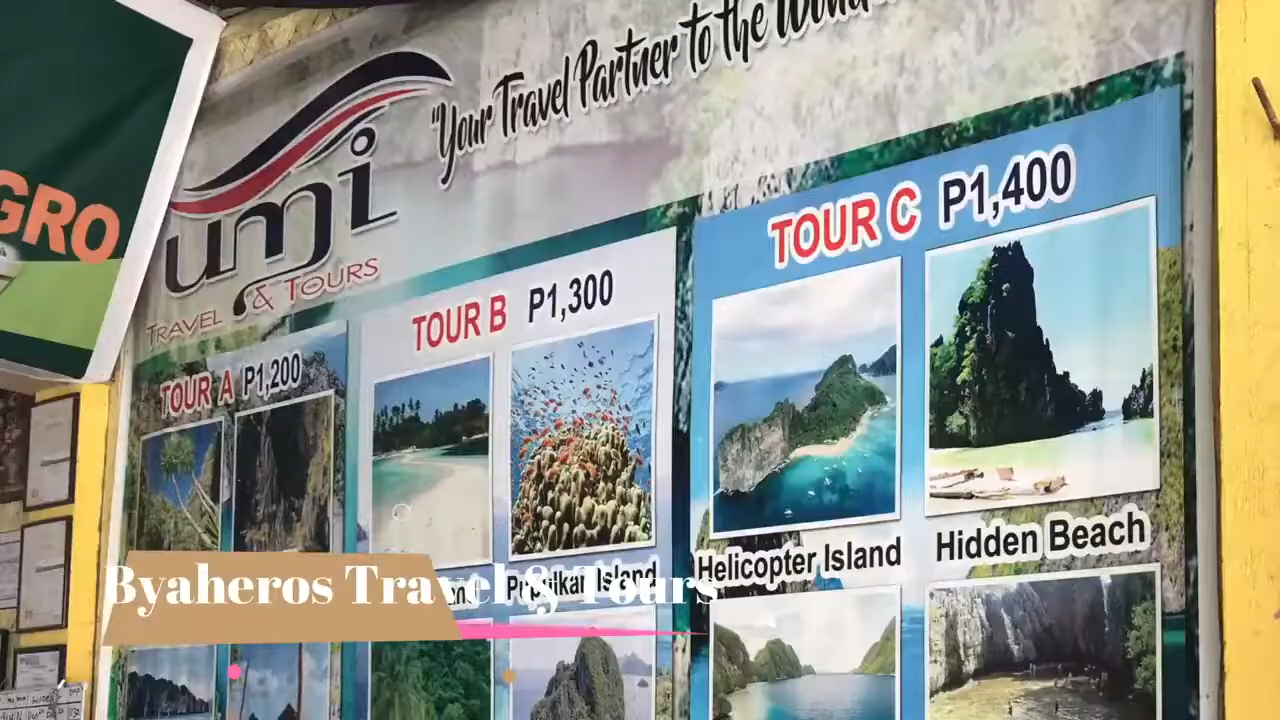 "Your Travel Partner to the
umi
TRAVEL & TOURS
GRO
TOUR A P1,200
TOUR B P1,300
TOUR C P1,400
Helicopter Island
Hidden Beach
Island
Byaheros Travel & Tours